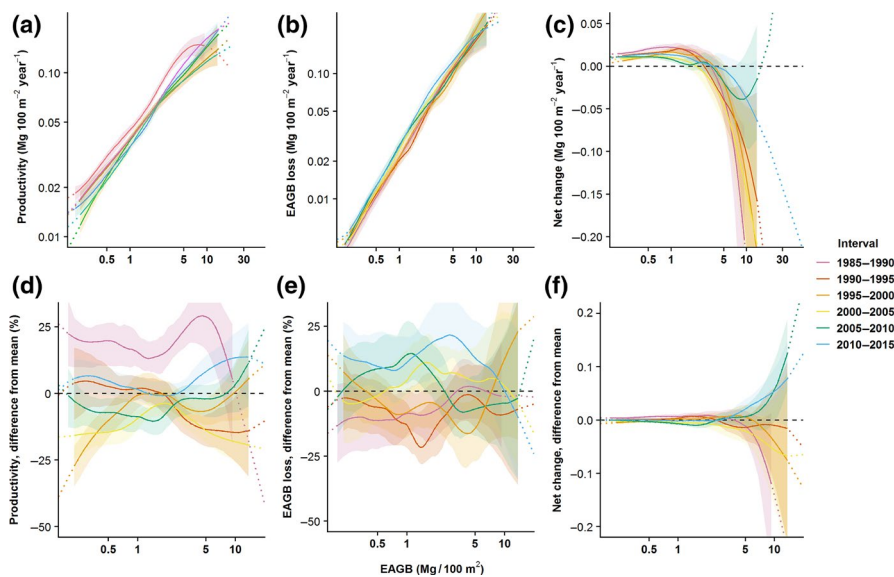 (a)
Productivity (Mg 100 m−2 year−1)
0.10
0.05
0.02
0.01
0.5 1 5 10 30
(b)
EAGB loss (Mg 100 m−2 year−1)
0.10
0.05
0.02
0.01
0.5 1 5 10 30
(c)
Net change (Mg 100 m−2 year−1)
0.05
0.00
−0.05
−0.10
−0.15
−0.20
0.5 1 5 10 30
(d)
Productivity, difference from mean (%)
25
0
−25
−50
0.5 1 5 10
(e)
EAGB loss, difference from mean (%)
25
0
−25
−50
0.5 1 5 10
EAGB (Mg / 100 m2)
(f)
Net change, difference from mean
0.2
0.1
0.0
−0.1
−0.2
0.5 1 5 10
Interval
1985–1990
1990–1995
1995–2000
2000–2005
2005–2010
2010–2015